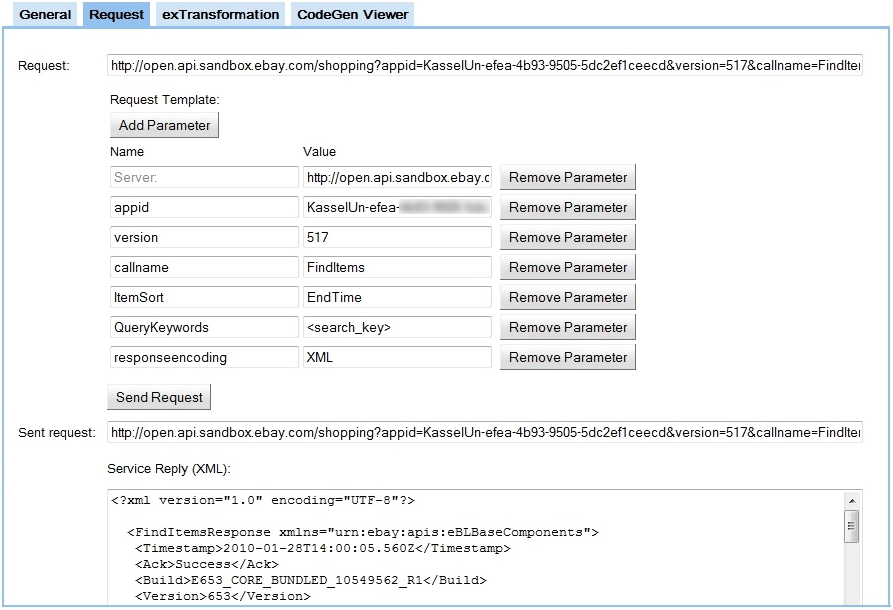 General Request exTransformation CodeGen Viewer
Request: http://open.api.sandbox.ebay.com/shopping?appid=KasselUn-efea-4b93-9505-5dc2ef1ceecd&version=517&callname=FindIte
Request Template:
Add Parameter
Name Value
Server: http://open.api.sandbox.ebay.c Remove Parameter
appid KasselUn-efea- Remove Parameter
version 517 Remove Parameter
callname FindItems Remove Parameter
ItemSort EndTime Remove Parameter
QueryKeywords <search_key> Remove Parameter
responseencoding XML Remove Parameter
Send Request
Sent request: http://open.api.sandbox.ebay.com/shopping?appid=KasselUn-efea-4b93-9505-5dc2ef1ceecd&version=517&callname=FindIte
Service Reply (XML):
<?xml version="1.0" encoding="UTF-8"?>
<FindItemsResponse xmlns="urn:ebay:apis:eBLBaseComponents">
<Timestamp>2010-01-28T14:00:05.560Z</Timestamp>
<Ack>Success</Ack>
<Build>E653_CORE_BUNDLED_10549562_R1</Build>
<Version>653</Version>